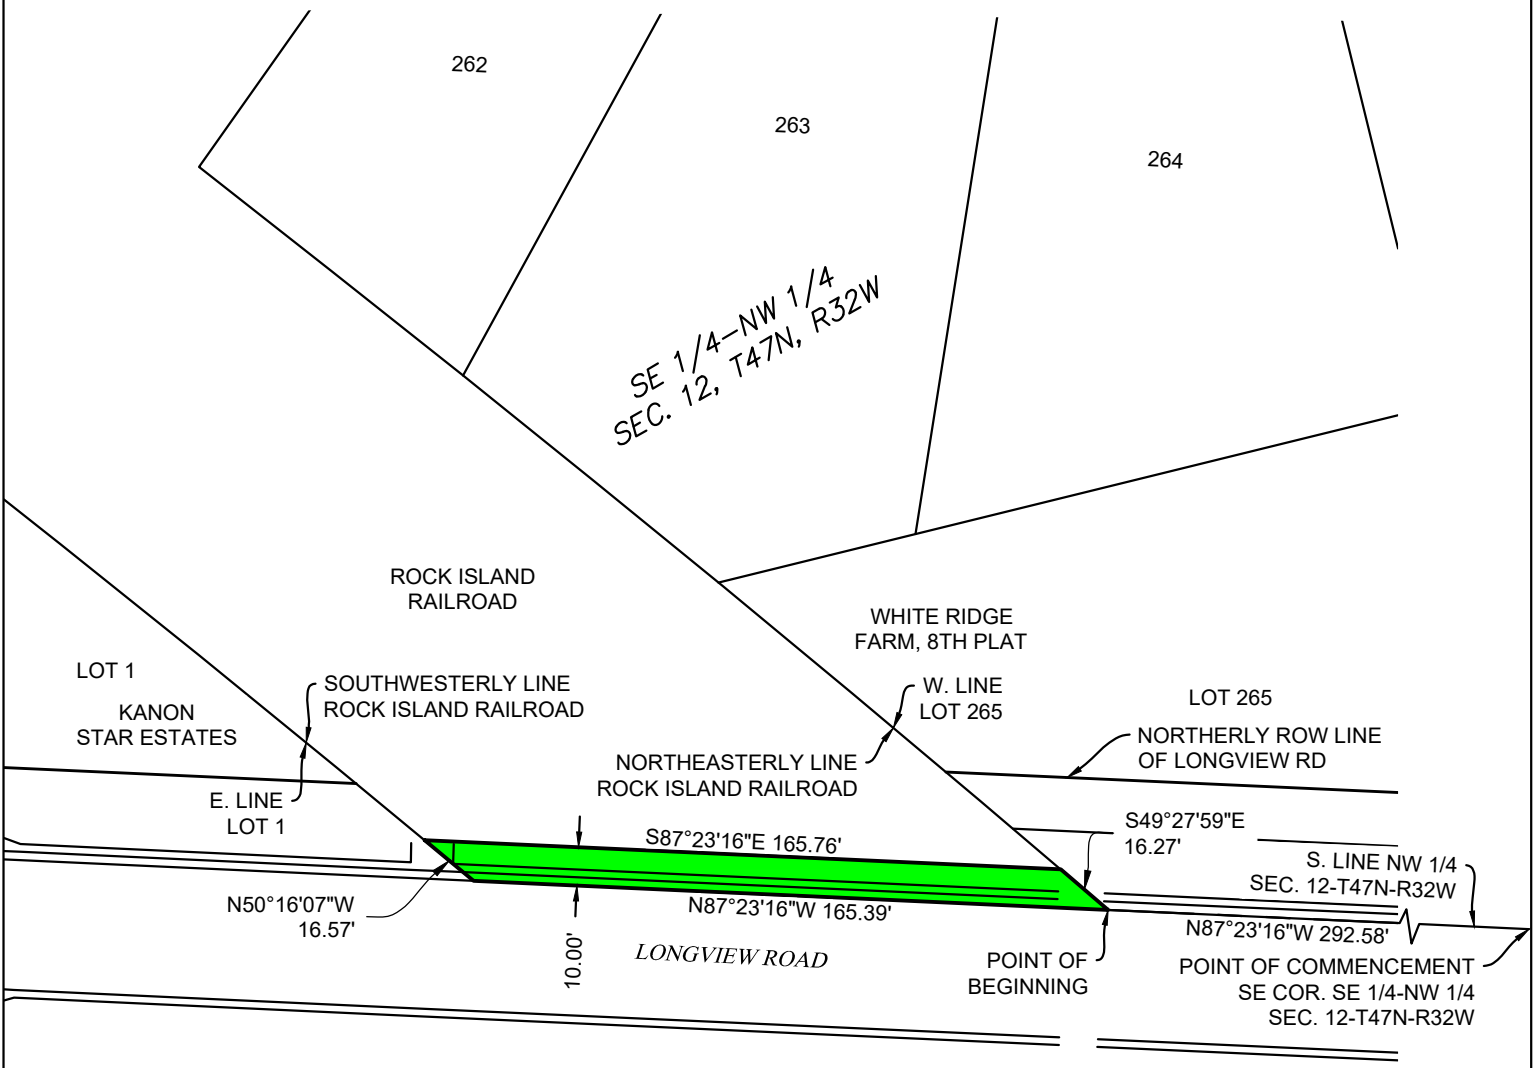 262
263
264
SE 1/4-NW 1/4
SEC. 12, T47N, R32W
ROCK ISLAND
RAILROAD
WHITE RIDGE
FARM, 8TH PLAT
LOT 1
KANON
STAR ESTATES
SOUTHWESTERLY LINE
ROCK ISLAND RAILROAD
W. LINE
LOT 265
LOT 265
NORTHERLY ROW LINE
OF LONGVIEW RD
NORTHEASTERLY LINE
ROCK ISLAND RAILROAD
E. LINE
LOT 1
S87°23'16"E 165.76'
S49°27'59"E
16.27'
S. LINE NW 1/4
SEC. 12-T47N-R32W
N50°16'07"W
16.57'
N87°23'16"W 165.39'
N87°23'16"W 292.58'
10.00'
LONGVIEW ROAD
POINT OF
BEGINNING
POINT OF COMMENCEMENT
SE COR. SE 1/4-NW 1/4
SEC. 12-T47N-R32W